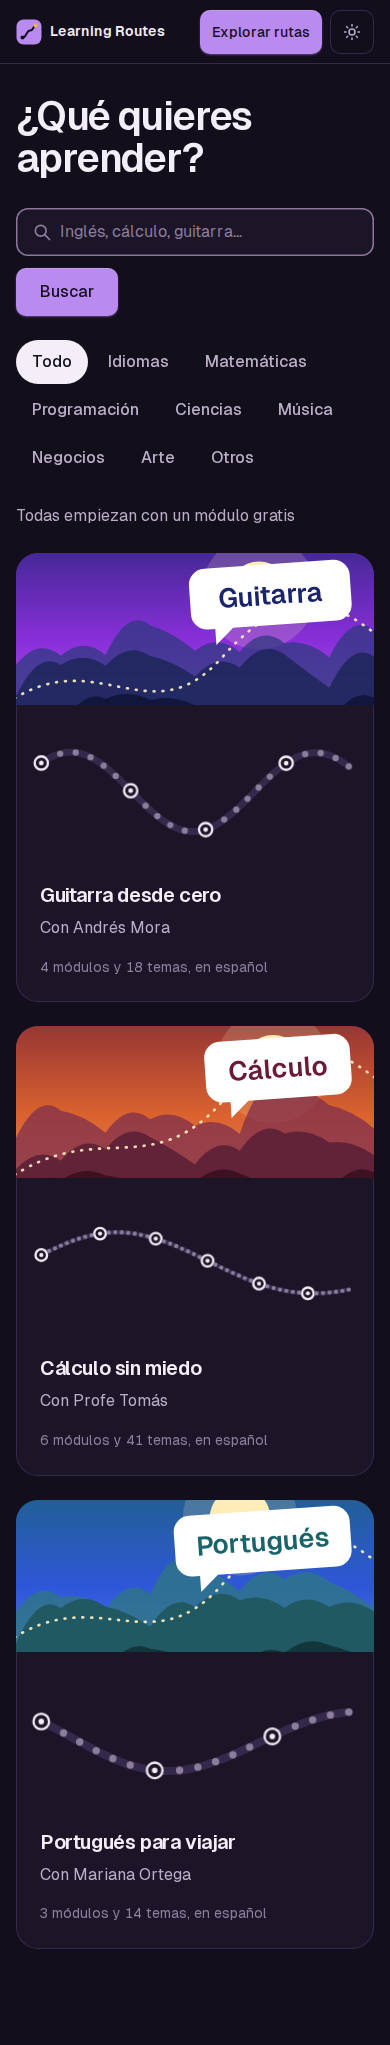 Learning Routes
Explorar rutas
¿Qué quieres
aprender?
Inglés, cálculo, guitarra...
Buscar
Todo
Idiomas
Matemáticas
Programación
Ciencias
Música
Negocios
Arte
Otros
Todas empiezan con un módulo gratis
Guitarra
Guitarra desde cero
Con Andrés Mora
4 módulos y 18 temas, en español
Cálculo
Cálculo sin miedo
Con Profe Tomás
6 módulos y 41 temas, en español
Portugués
Portugués para viajar
Con Mariana Ortega
3 módulos y 14 temas, en español